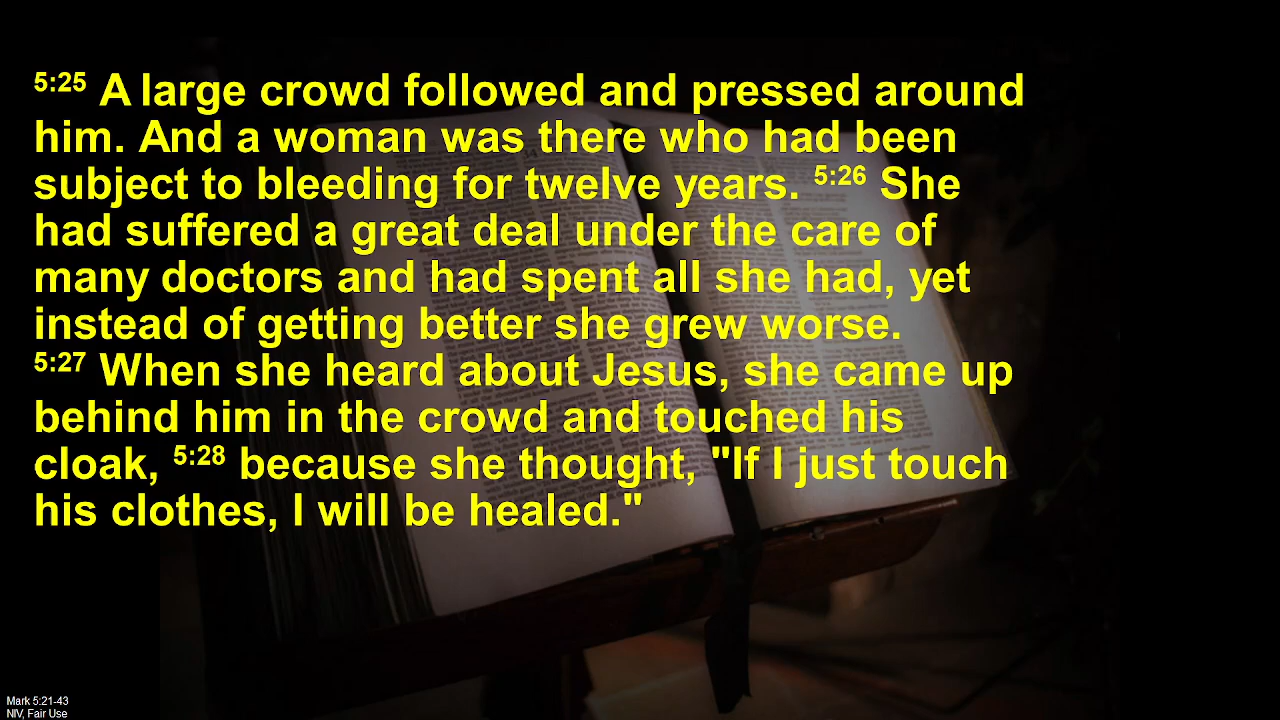 5:25 A large crowd followed and pressed around
him. And a woman was there who had been
subject to bleeding for twelve years. 5:26 She
had suffered a great deal under the care of
many doctors and had spent all she had, yet
instead of getting better she grew worse.
5:27 When she heard about Jesus, she came up
behind him in the crowd and touched his
cloak, 5:28 because she thought, "If I just touch
his clothes, I will be healed."
Mark 5:21-43
NIV, Fair Use